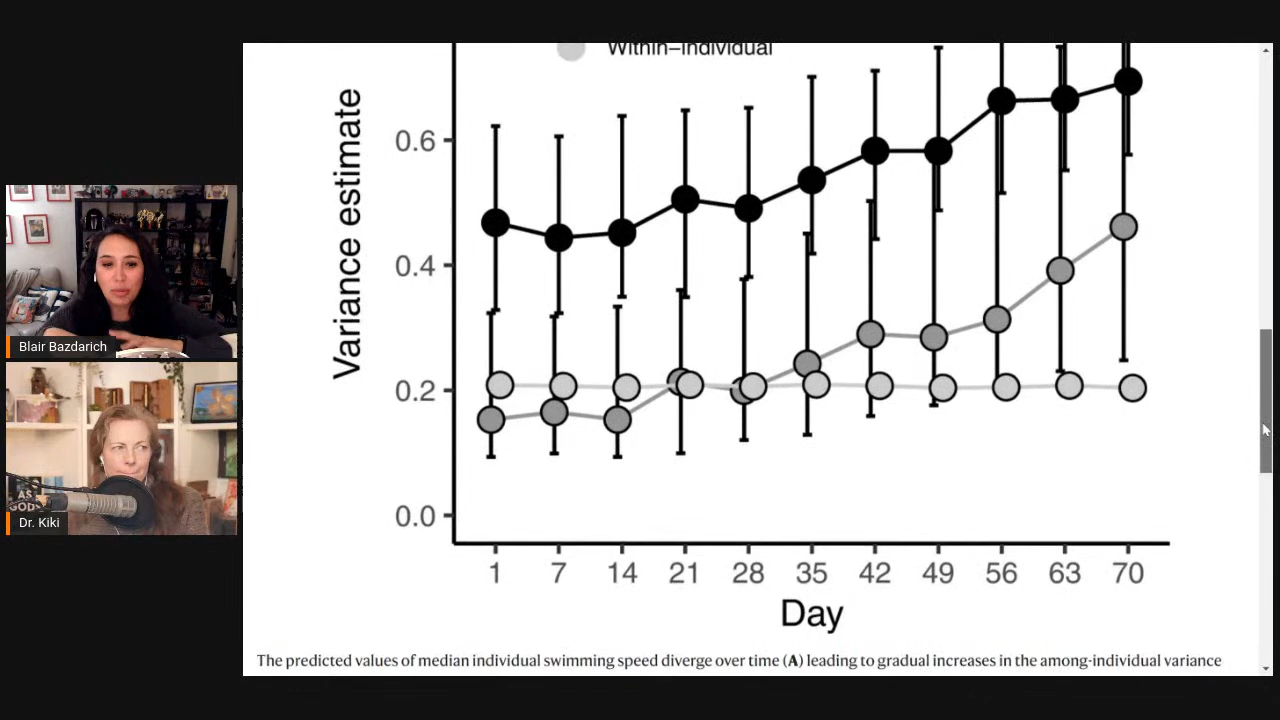 Within−individual
Variance estimate
0.6
0.4
0.2
0.0
1 7 14 21 28 35 42 49 56 63 70
Day
The predicted values of median individual swimming speed diverge over time (A) leading to gradual increases in the among-individual variance
Blair Bazdarich
AS
GOD
Dr. Kiki